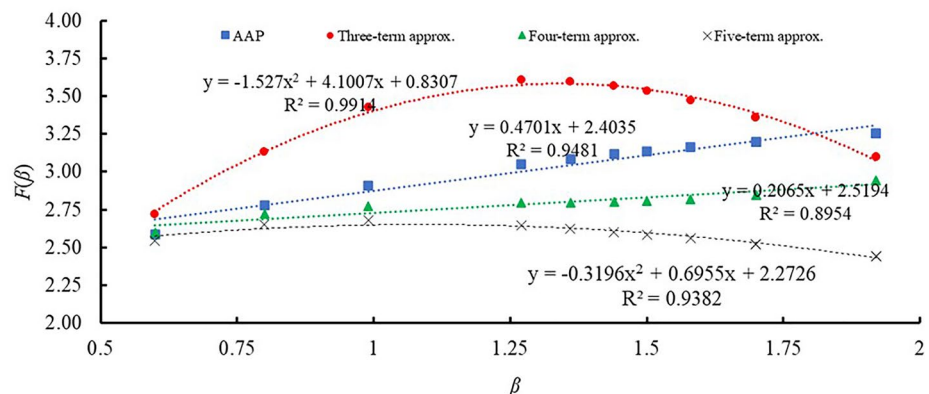 4.00
AAP Three-term approx. Four-term approx. Five-term approx.
3.75
y = -1.527x² + 4.1007x + 0.8307
R² = 0.9914
3.50
y = 0.4701x + 2.4035
R² = 0.9481
3.25
F(β)
3.00
y = 0.2065x + 2.5194
R² = 0.8954
2.75
2.50
y = -0.3196x² + 0.6955x + 2.2726
R² = 0.9382
2.25
2.00
0.5 0.75 1 1.25 1.5 1.75 2
β